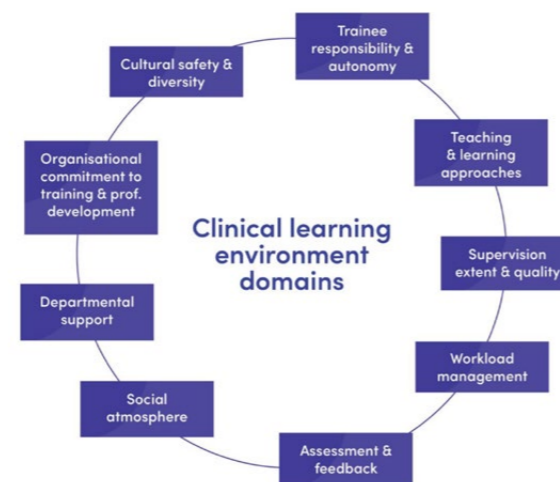 Trainee
responsibility &
autonomy
Cultural safety &
diversity
Teaching
& learning
approaches
Organisational
commitment to
training & prof.
development
Clinical learning
environment
domains
Supervision
extent & quality
Departmental
support
Workload
management
Social
atmosphere
Assessment &
feedback